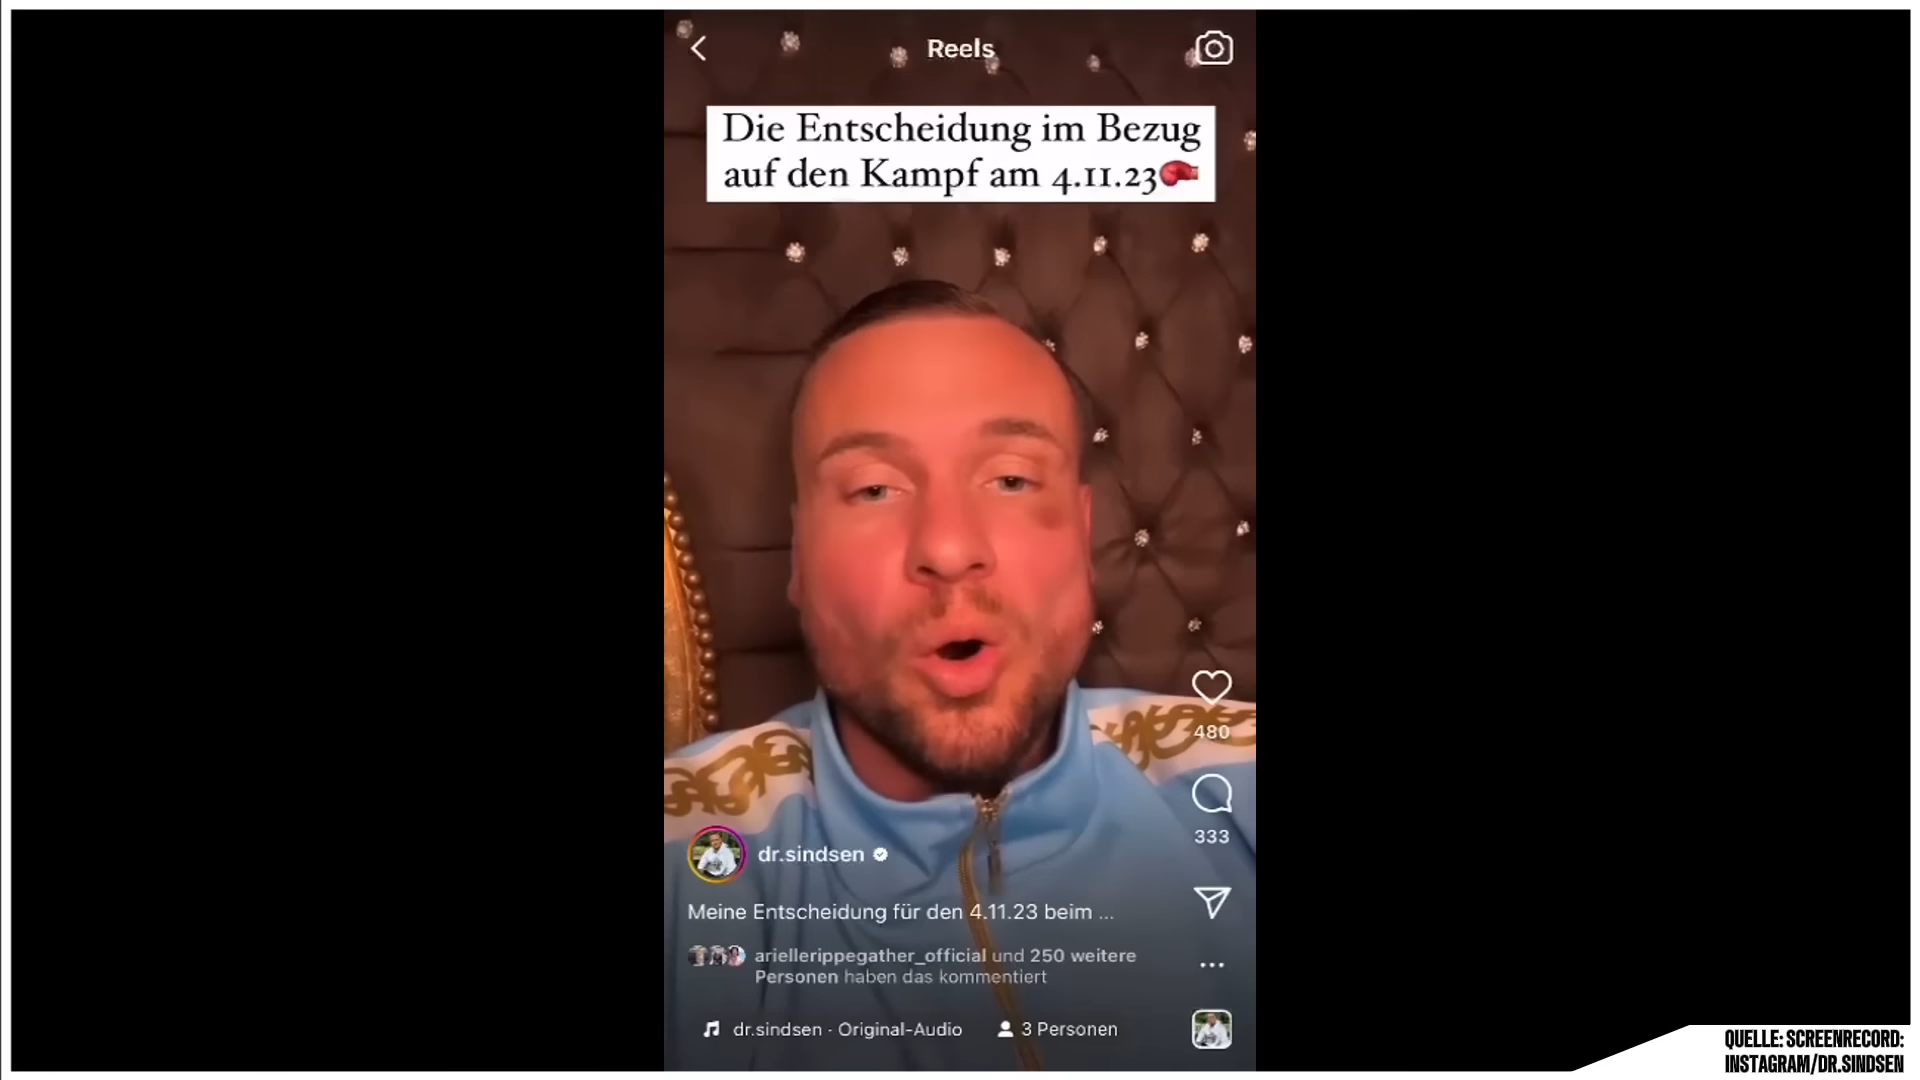 Reels
Die Entscheidung im Bezug
auf den Kampf am 4.11.23
480
333
dr.sindsen
Meine Entscheidung für den 4.11.23 beim ...
ariellerippegather_official und 250 weitere
Personen haben das kommentiert
dr.sindsen · Original-Audio
3 Personen
QUELLE: SCREENRECORD:
INSTAGRAM/DR.SINDSEN